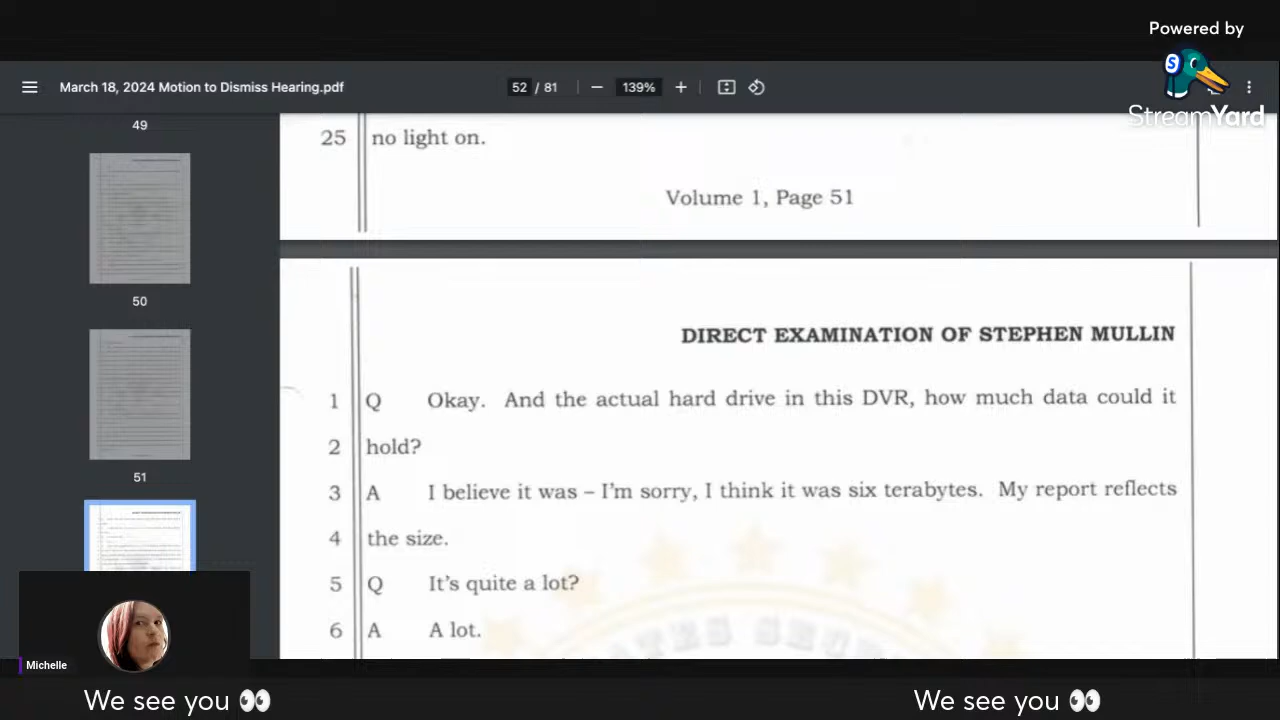 Powered by
StreamYard
March 18, 2024 Motion to Dismiss Hearing.pdf
52 / 81
139%
49
50
51
25 no light on.
Volume 1, Page 51
DIRECT EXAMINATION OF STEPHEN MULLIN
1 Q Okay. And the actual hard drive in this DVR, how much data could it
2 hold?
3 A I believe it was – I'm sorry, I think it was six terabytes. My report reflects
4 the size.
5 Q It's quite a lot?
6 A A lot.
Michelle
We see you 👀
We see you 👀